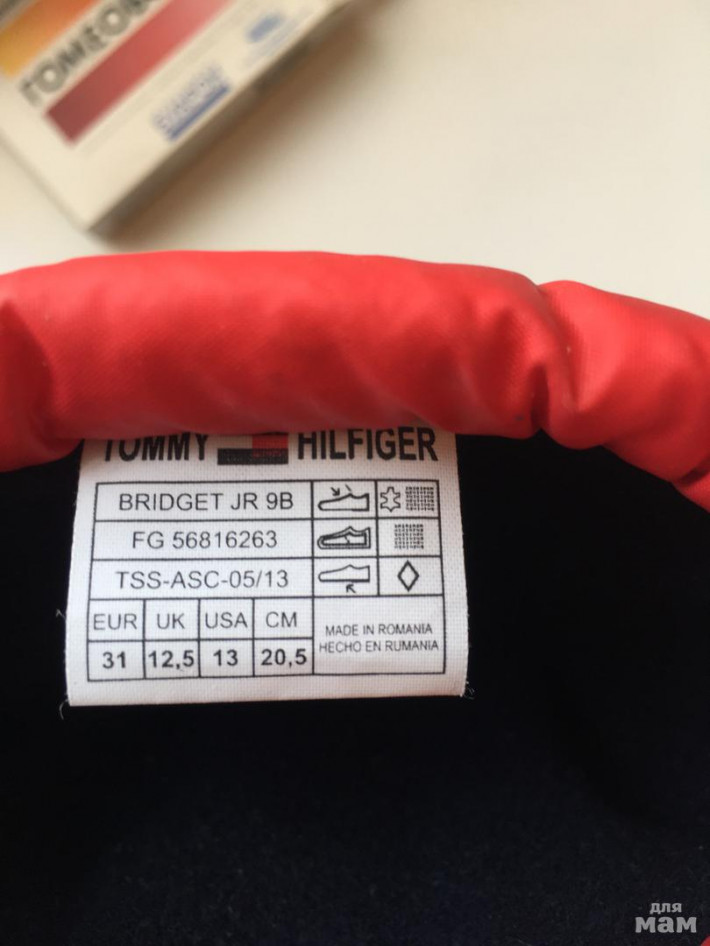 ГОМЕОВ
TOMMY HILFIGER
BRIDGET JR 9B
FG 56816263
TSS-ASC-05/13
EUR UK USA CM
31 12,5 13 20,5
MADE IN ROMANIA
HECHO EN RUMANIA
для
мам